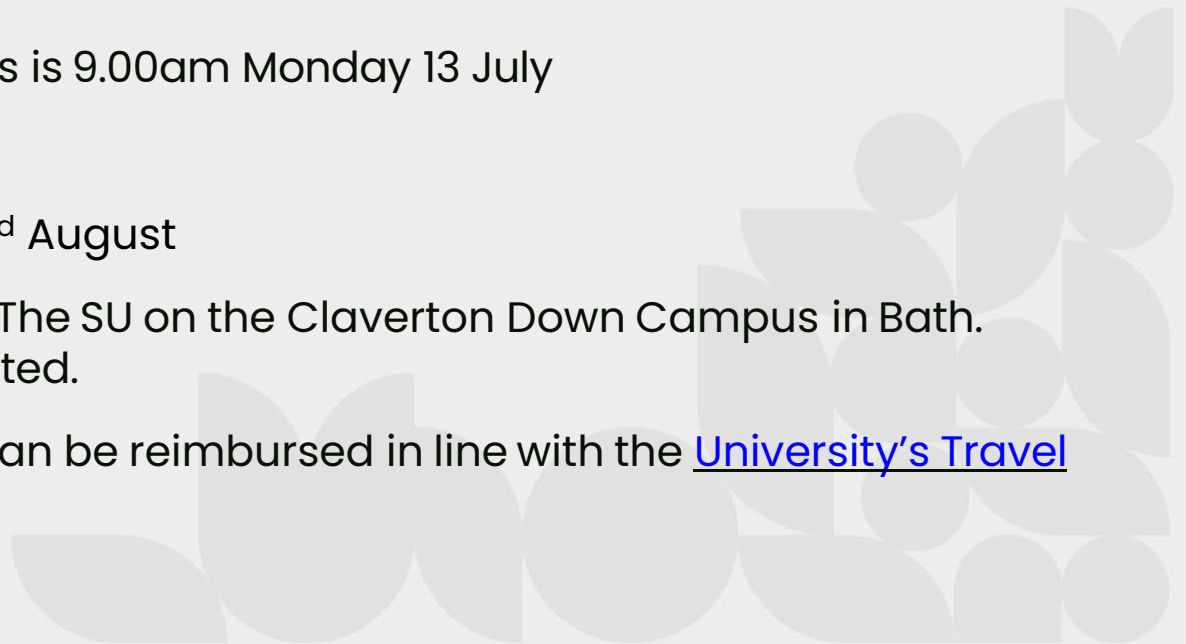 s is 9.00am Monday 13 July
d August
The SU on the Claverton Down Campus in Bath.
ted.
an be reimbursed in line with the University's Travel